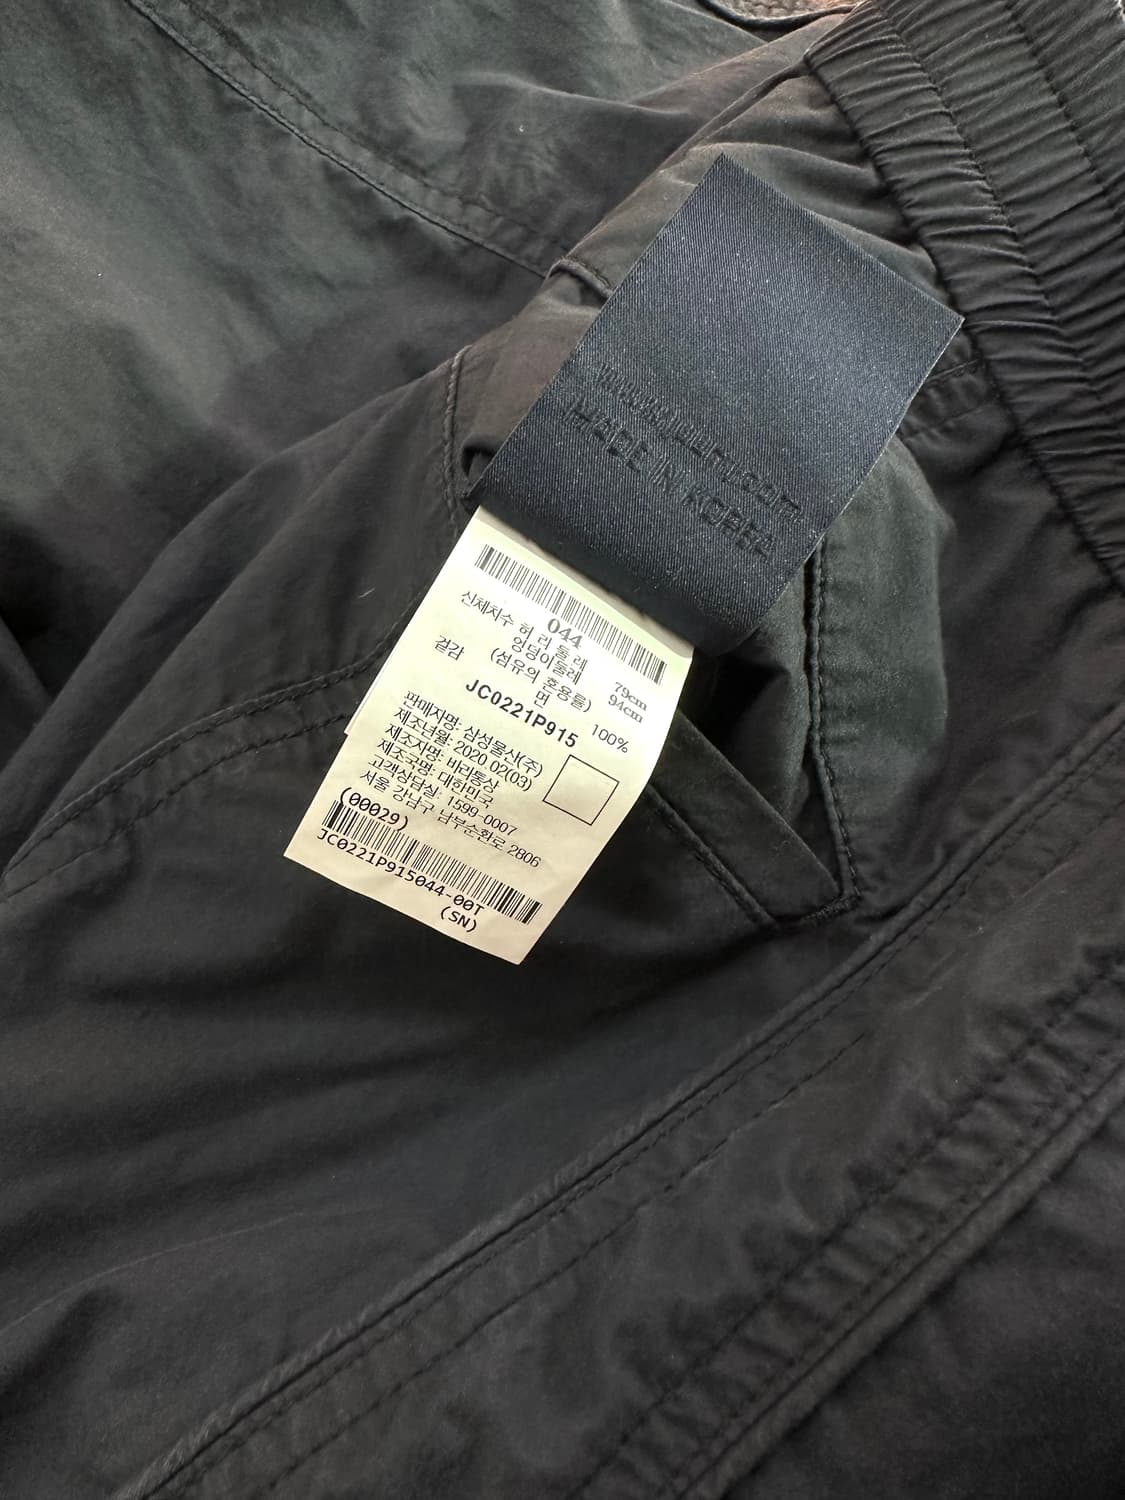 MADE IN KOREA
044
신체치수 허 리 둘 레 79cm
엉덩이둘레 94cm
겉감 (섬유의 혼용률)
면 100%
JC0221P915
판매자명: 삼성물산(주)
제조년월: 2020 02(03)
제조자명: 바라통상
제조국명: 대한민국
고객상담실: 1599-0007
서울 강남구 남부순환로 2806
(00029)
JC0221P915044-00T
(SN)